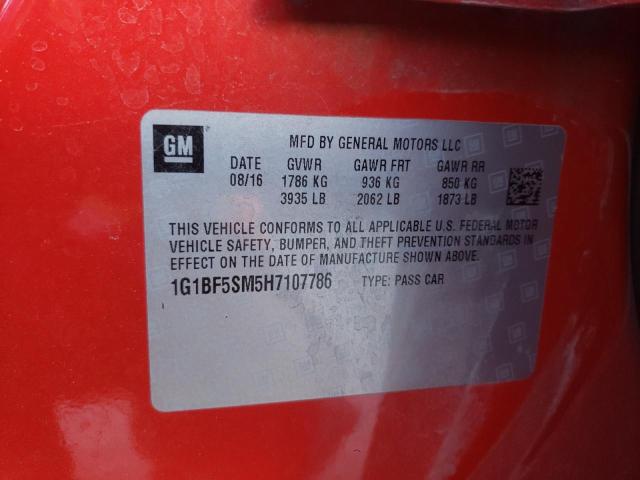 GM
MFD BY GENERAL MOTORS LLC
DATE GVWR GAWR FRT GAWR RR
08/16 1786 KG 936 KG 850 KG
3935 LB 2062 LB 1873 LB
THIS VEHICLE CONFORMS TO ALL APPLICABLE U.S. FEDERAL MOTOR
VEHICLE SAFETY, BUMPER, AND THEFT PREVENTION STANDARDS IN
EFFECT ON THE DATE OF MANUFACTURE SHOWN ABOVE.
1G1BF5SM5H7107786 TYPE: PASS CAR